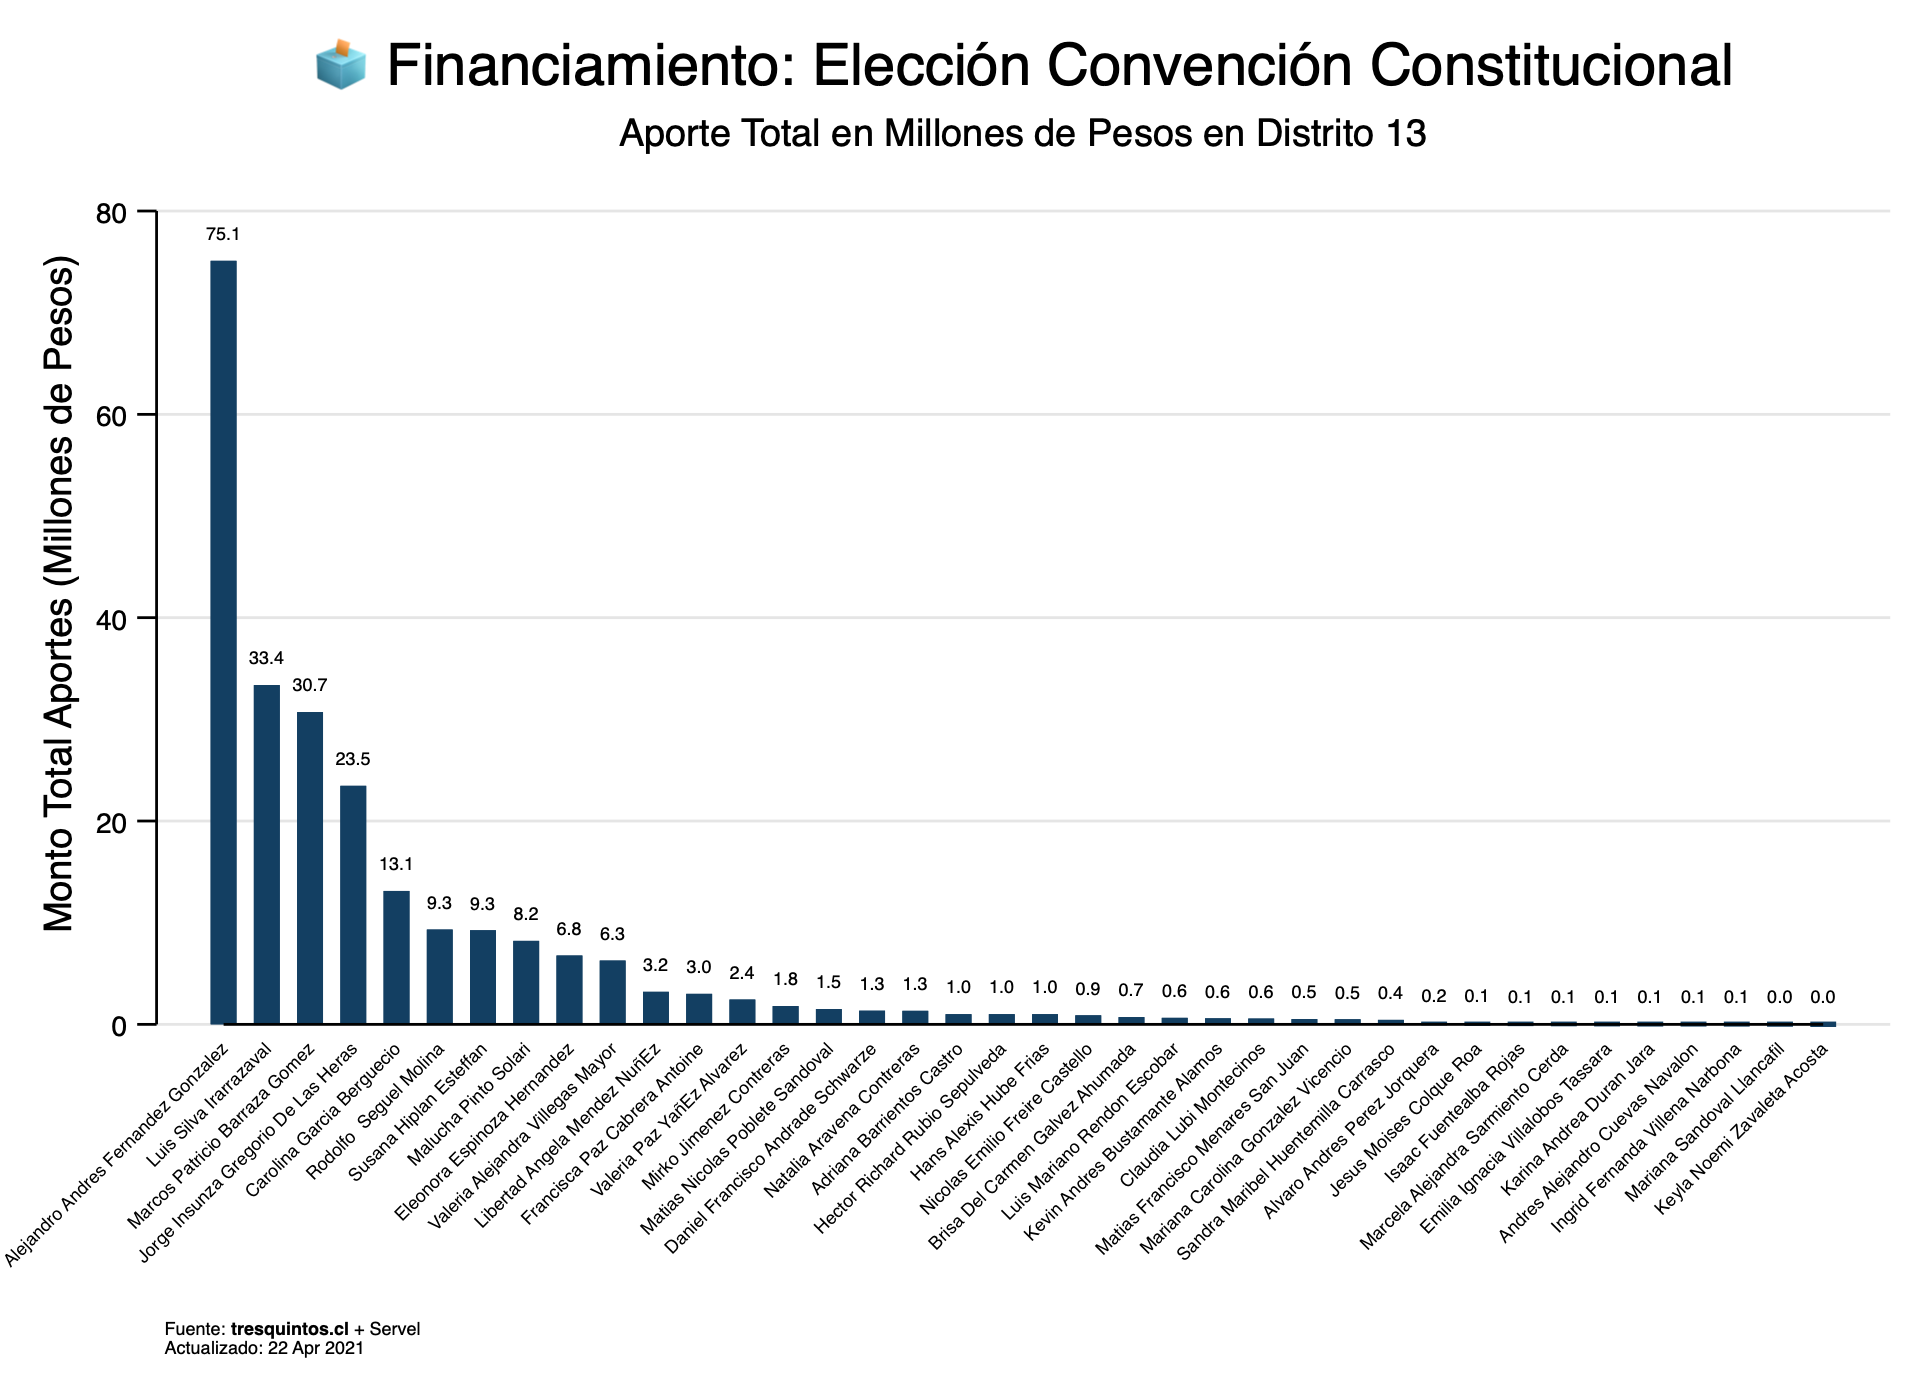 Financiamiento: Elección Convención Constitucional
Aporte Total en Millones de Pesos en Distrito 13
Monto Total Aportes (Millones de Pesos)
80
60
40
20
0
75.1
33.4
30.7
23.5
13.1
9.3
9.3
8.2
6.8
6.3
3.2
3.0
2.4
1.8
1.5
1.3
1.3
1.0
1.0
1.0
0.9
0.7
0.6
0.6
0.6
0.5
0.5
0.4
0.2
0.1
0.1
0.1
0.1
0.1
0.1
0.1
0.0
0.0
Alejandro Andres Fernandez Gonzalez
Luis Silva Irarrazaval
Marcos Patricio Barraza Gomez
Jorge Insunza Gregorio De Las Heras
Carolina Garcia Berguecio
Rodolfo  Seguel Molina
Susana Hiplan Esteffan
Malucha Pinto Solari
Eleonora Espinoza Hernandez
Valeria Alejandra Villegas Mayor
Libertad Angela Mendez NuñEz
Francisca Paz Cabrera Antoine
Valeria Paz YañEz Alvarez
Mirko Jimenez Contreras
Matias Nicolas Poblete Sandoval
Daniel Francisco Andrade Schwarze
Natalia Aravena Contreras
Adriana Barrientos Castro
Hector Richard Rubio Sepulveda
Hans Alexis Hube Frias
Nicolas Emilio Freire Castello
Brisa Del Carmen Galvez Ahumada
Luis Mariano Rendon Escobar
Kevin Andres Bustamante Alamos
Claudia Lubi Montecinos
Matias Francisco Menares San Juan
Mariana Carolina Gonzalez Vicencio
Sandra Maribel Huentemilla Carrasco
Alvaro Andres Perez Jorquera
Jesus Moises Colque Roa
Isaac Fuentealba Rojas
Marcela Alejandra Sarmiento Cerda
Emilia Ignacia Villalobos Tassara
Karina Andrea Duran Jara
Andres Alejandro Cuevas Navalon
Ingrid Fernanda Villena Narbona
Mariana Sandoval Llancafil
Keyla Noemi Zavaleta Acosta
Fuente: tresquintos.cl + Servel
Actualizado: 22 Apr 2021